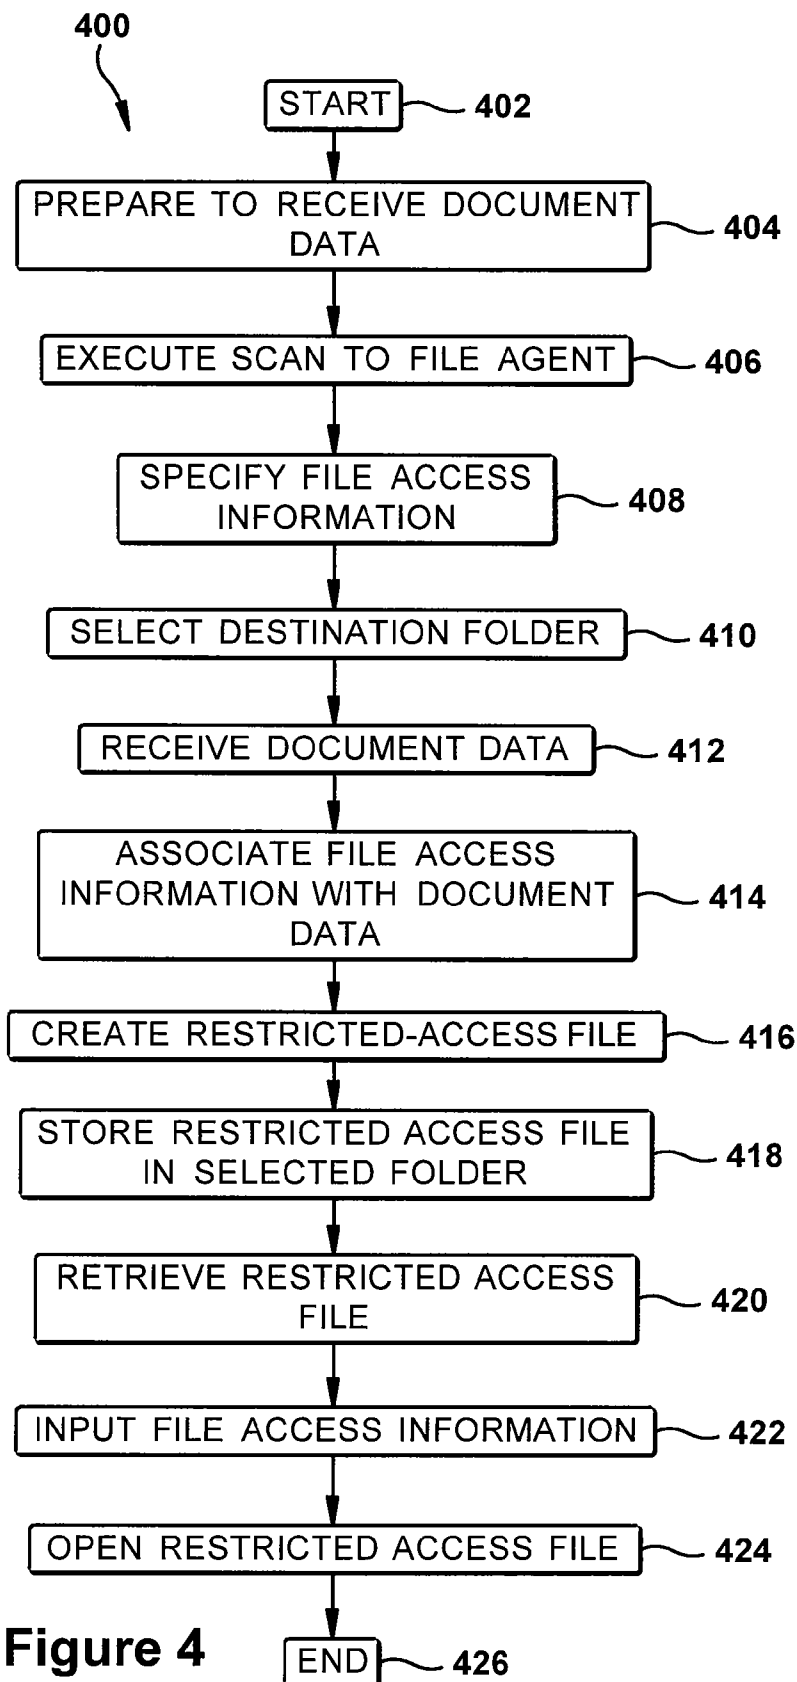 400
START
402
PREPARE TO RECEIVE DOCUMENT
DATA
404
EXECUTE SCAN TO FILE AGENT
406
SPECIFY FILE ACCESS
INFORMATION
408
SELECT DESTINATION FOLDER
410
RECEIVE DOCUMENT DATA
412
ASSOCIATE FILE ACCESS
INFORMATION WITH DOCUMENT
DATA
414
CREATE RESTRICTED-ACCESS FILE
416
STORE RESTRICTED ACCESS FILE
IN SELECTED FOLDER
418
RETRIEVE RESTRICTED ACCESS
FILE
420
INPUT FILE ACCESS INFORMATION
422
OPEN RESTRICTED ACCESS FILE
424
END
426
Figure 4